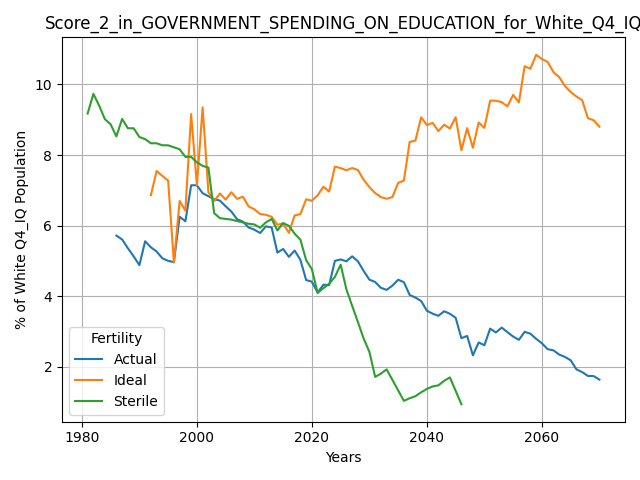 Score_2_in_GOVERNMENT_SPENDING_ON_EDUCATION_for_White_Q4_IQ
% of White Q4_IQ Population
10
8
6
4
2
Fertility
Actual
Ideal
Sterile
1980
2000
2020
2040
2060
Years